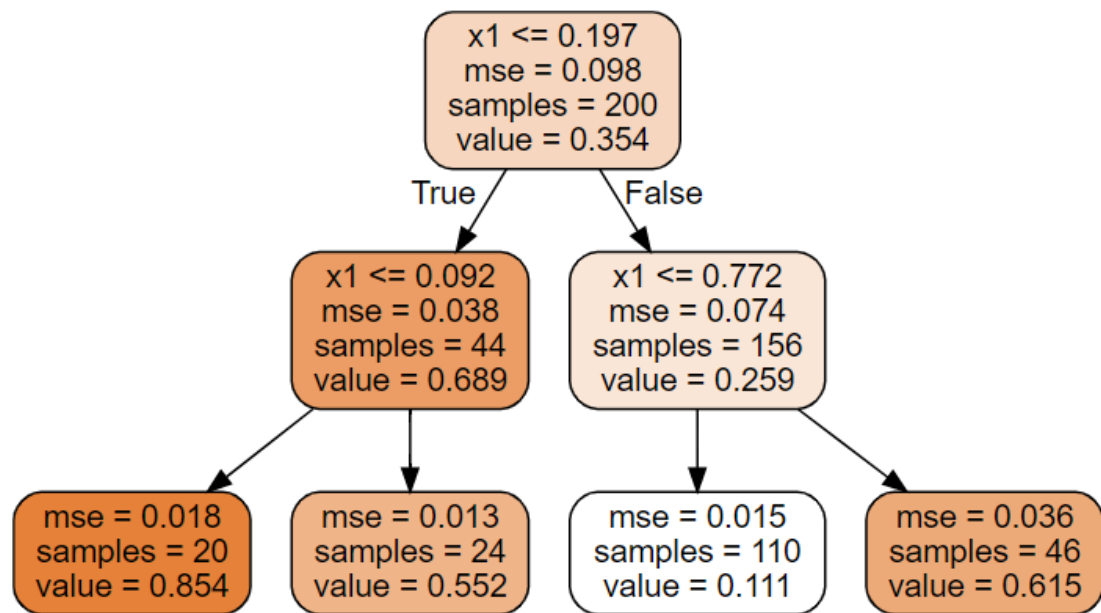 x1 <= 0.197
mse = 0.098
samples = 200
value = 0.354
True
False
x1 <= 0.092
mse = 0.038
samples = 44
value = 0.689
x1 <= 0.772
mse = 0.074
samples = 156
value = 0.259
mse = 0.018
samples = 20
value = 0.854
mse = 0.013
samples = 24
value = 0.552
mse = 0.015
samples = 110
value = 0.111
mse = 0.036
samples = 46
value = 0.615